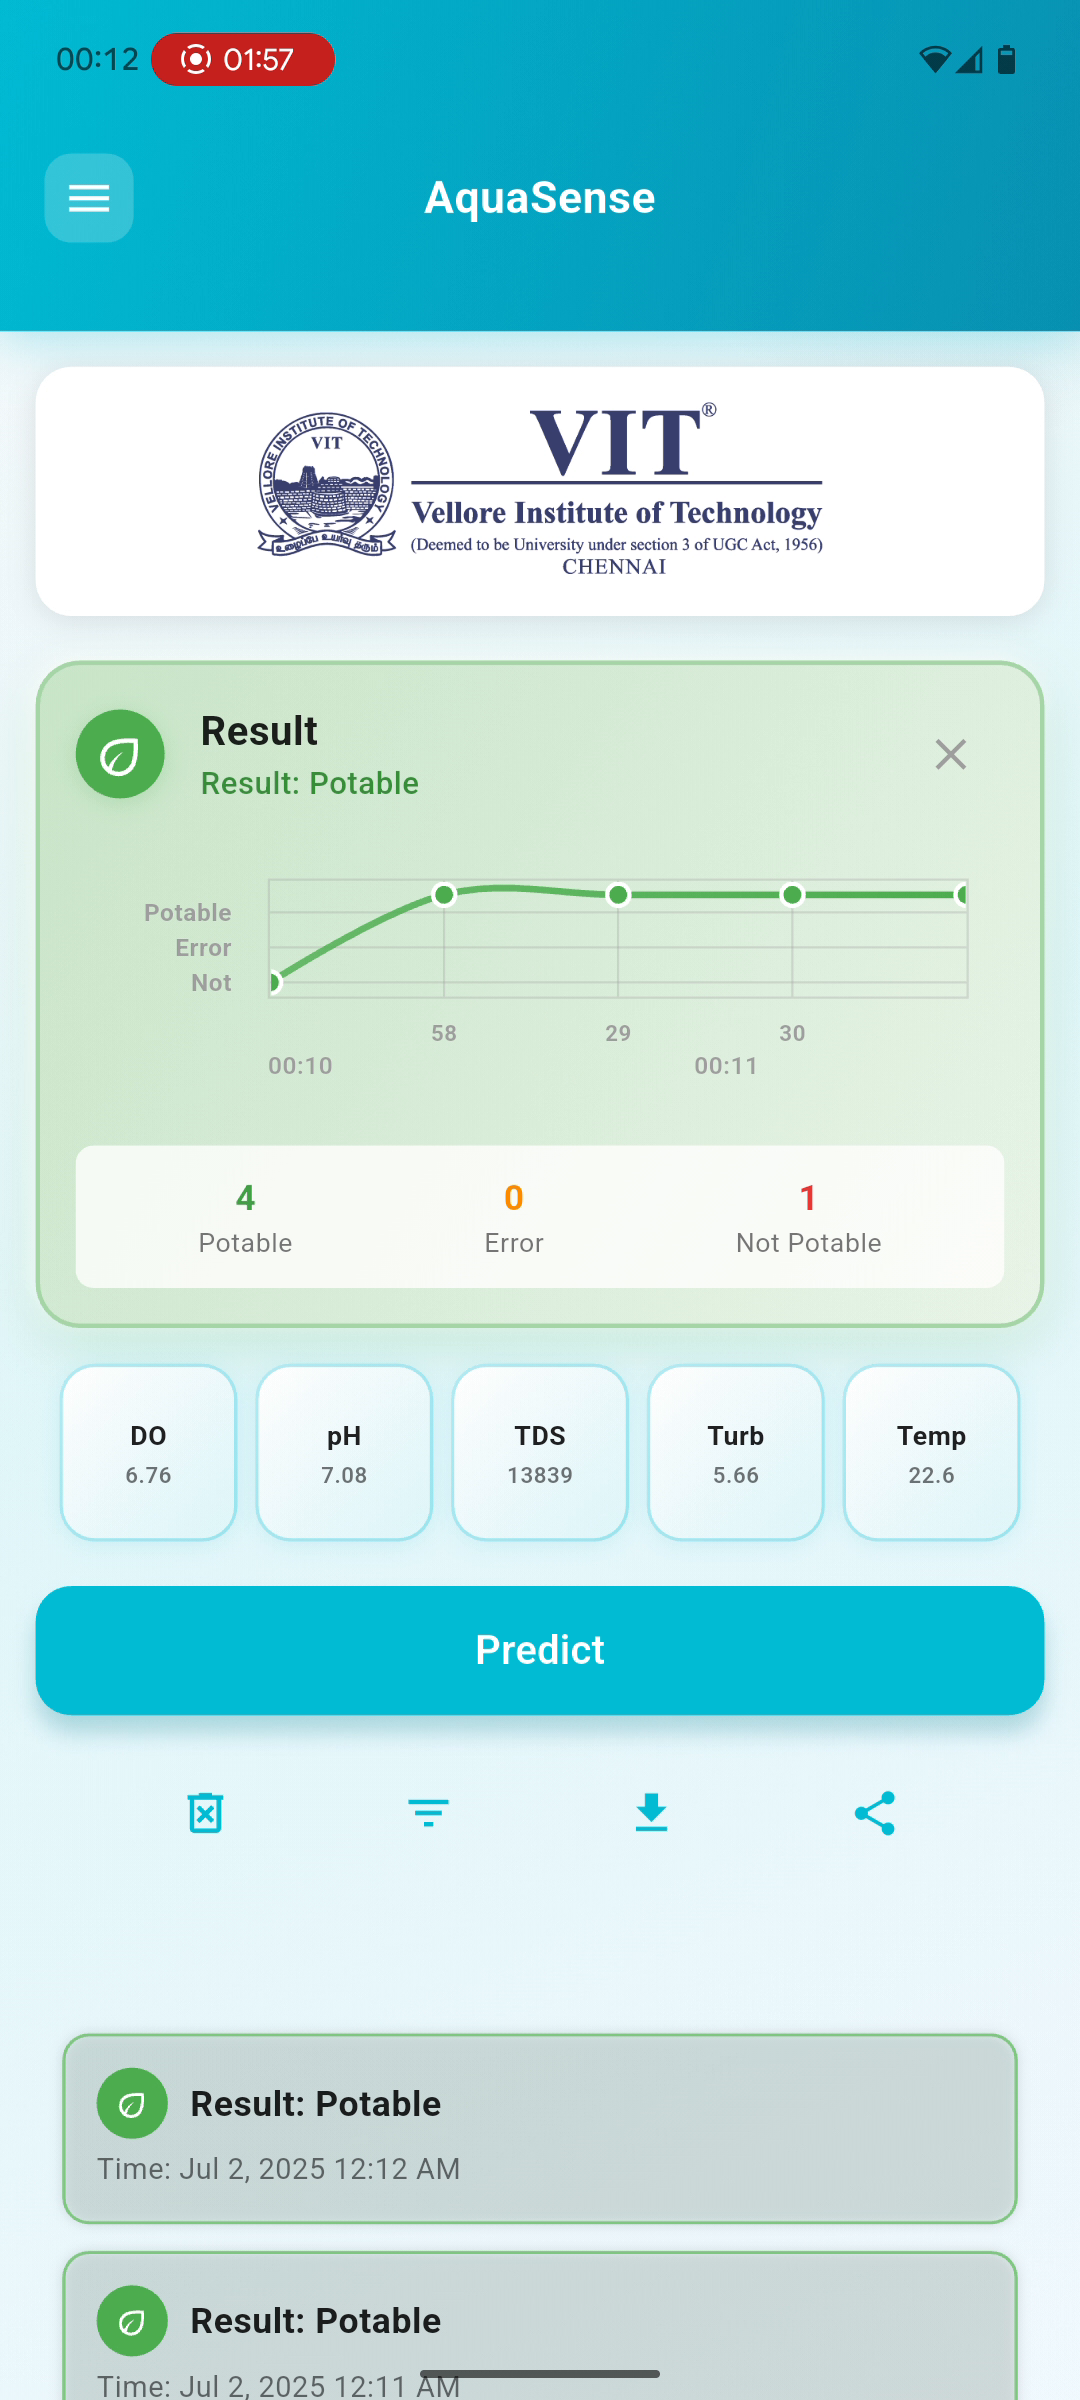 00:12 01:57
AquaSense
VELLORE INSTITUTE OF TECHNOLOGY
VIT
உழைப்பே உயர்வு தரும்
VIT®
Vellore Institute of Technology
(Deemed to be University under section 3 of UGC Act, 1956)
CHENNAI
Result
Result: Potable
Potable
Error
Not
58 29 30
00:10 00:11
4 0 1
Potable Error Not Potable
DO pH TDS Turb Temp
6.76 7.08 13839 5.66 22.6
Predict
Result: Potable
Time: Jul 2, 2025 12:12 AM
Result: Potable
Time: Jul 2, 2025 12:11 AM